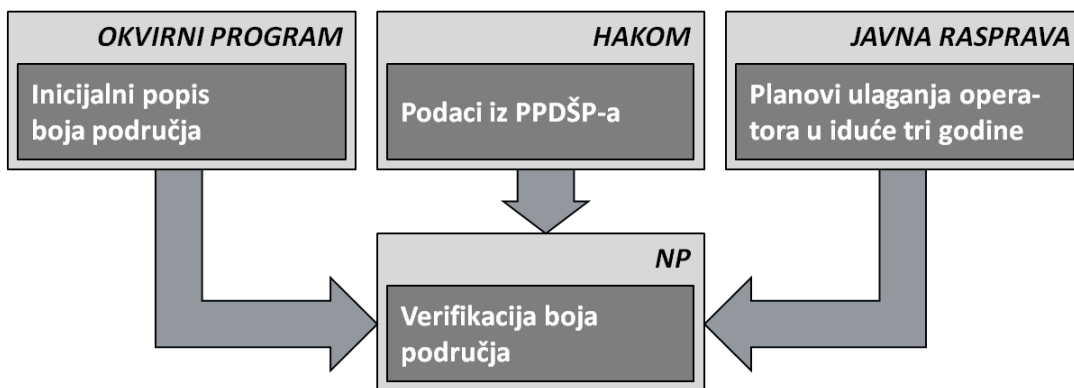 OKVIRNI PROGRAM
Inicijalni popis
boja područja
HAKOM
Podaci iz PPDŠP-a
JAVNA RASPRAVA
Planovi ulaganja opera-
tora u iduće tri godine
NP
Verifikacija boja
područja